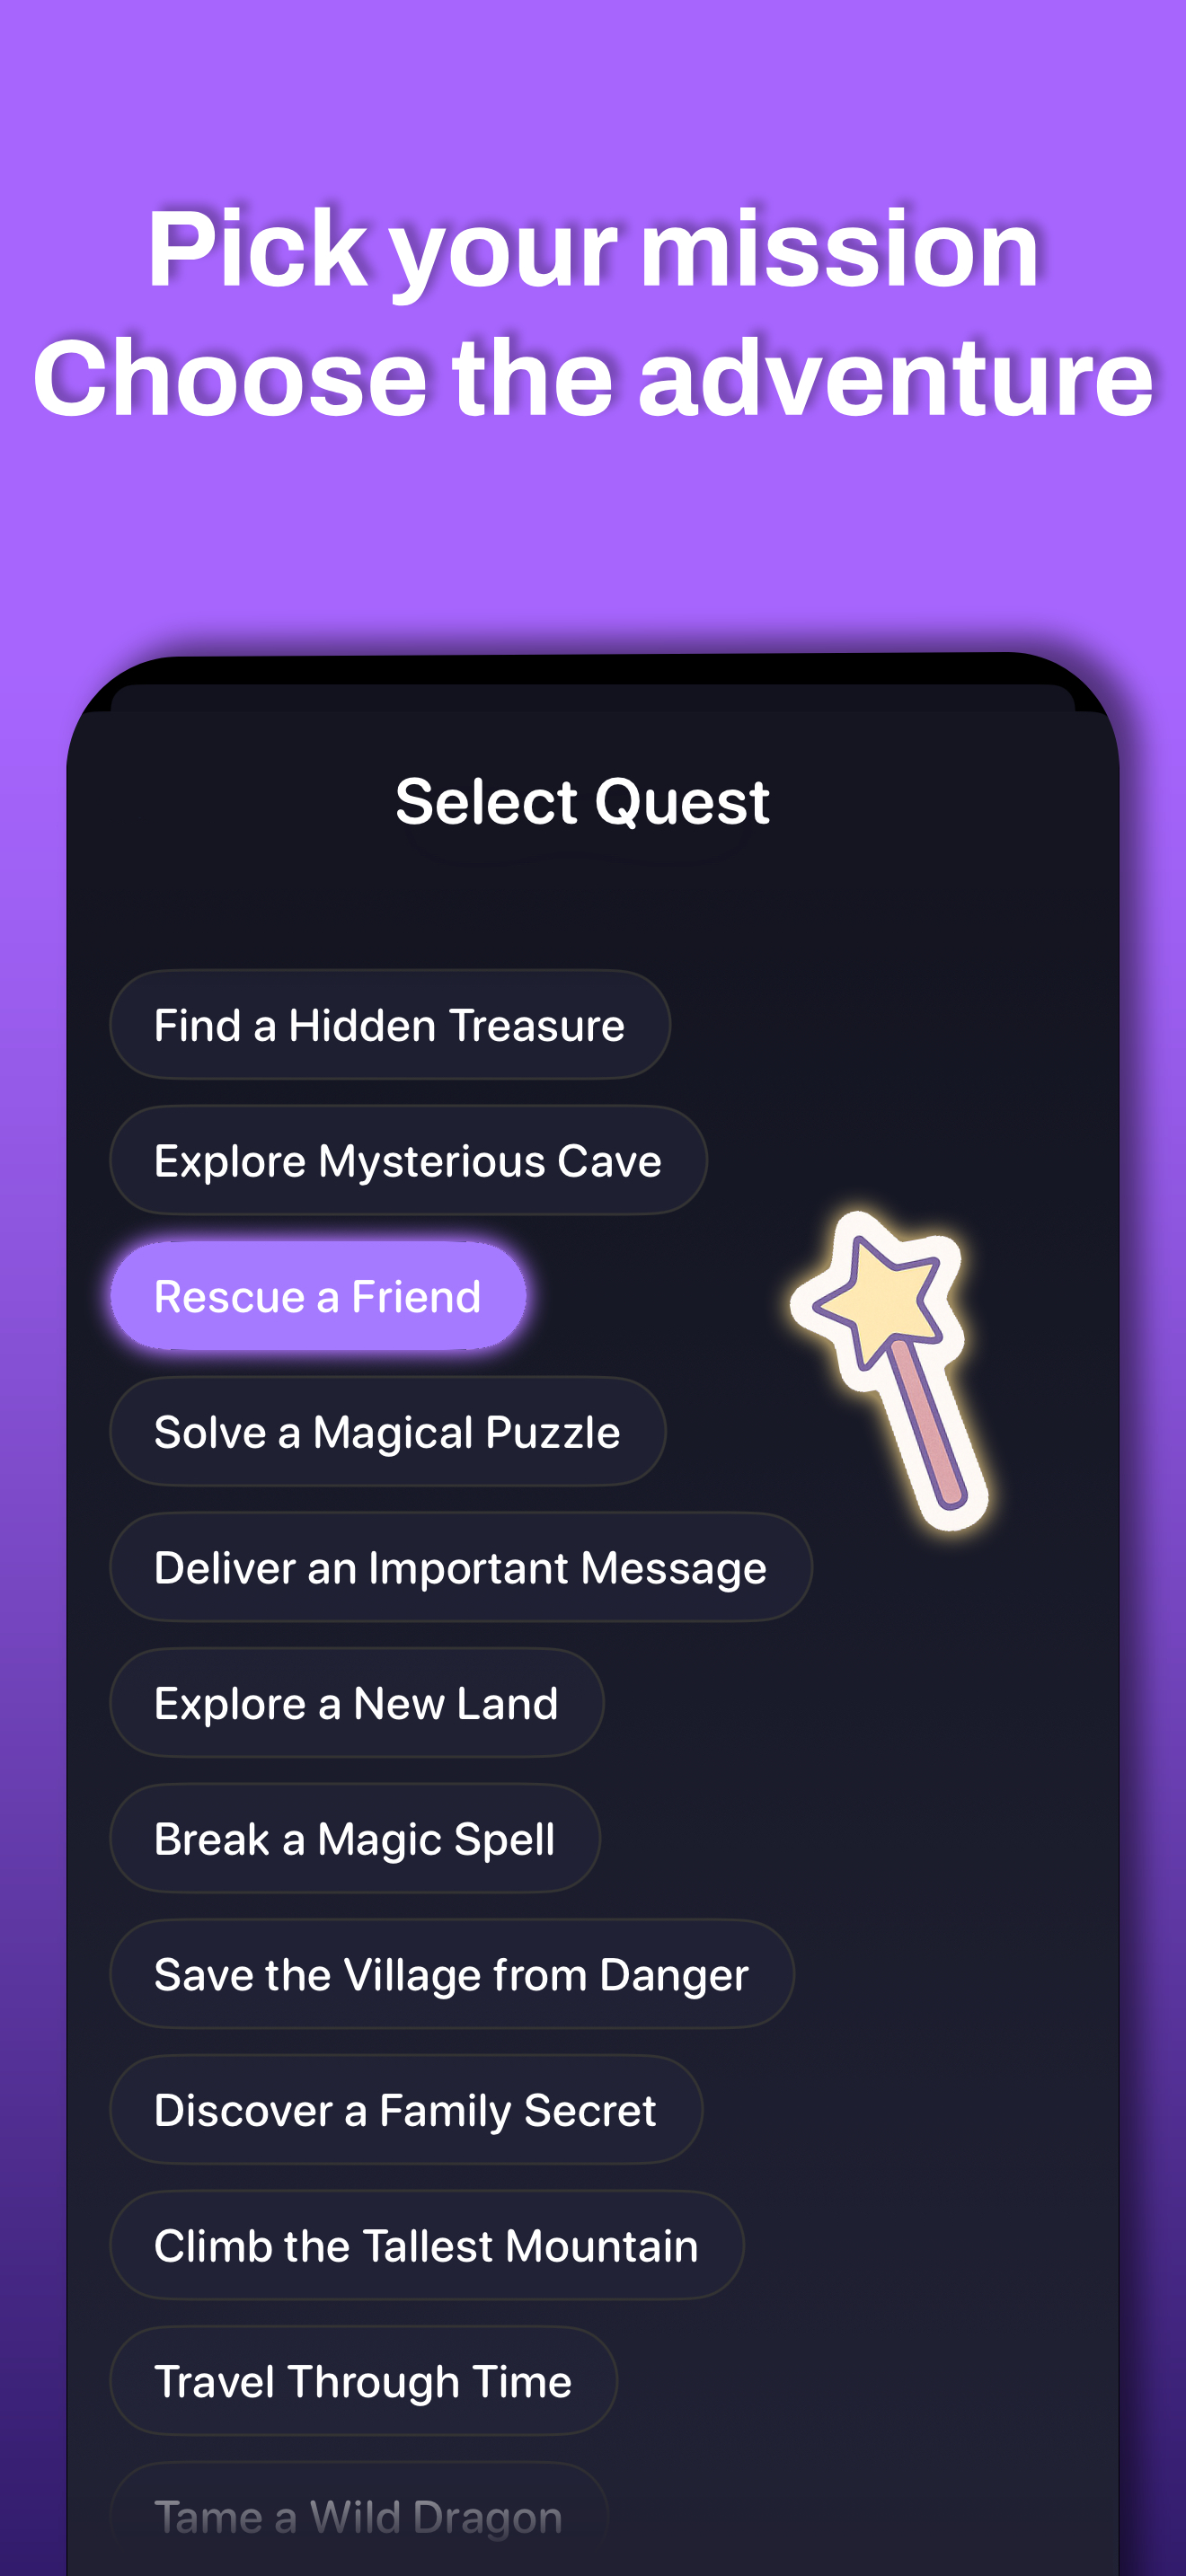 Pick your mission
Choose the adventure
Select Quest
Find a Hidden Treasure
Explore Mysterious Cave
Rescue a Friend
Solve a Magical Puzzle
Deliver an Important Message
Explore a New Land
Break a Magic Spell
Save the Village from Danger
Discover a Family Secret
Climb the Tallest Mountain
Travel Through Time
Tame a Wild Dragon